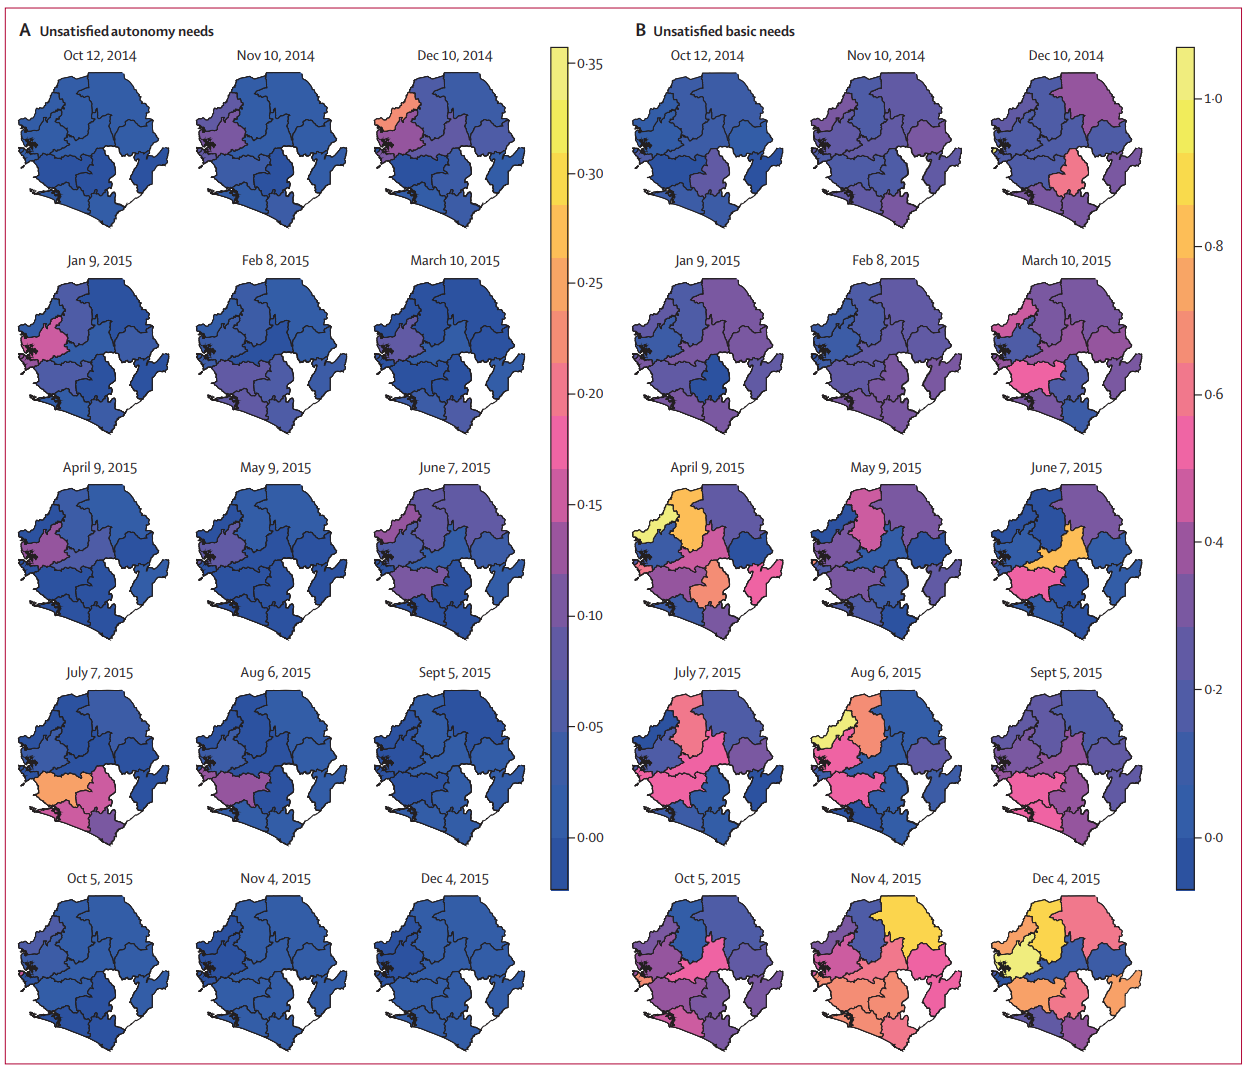 A Unsatisfied autonomy needs
Oct 12, 2014 Nov 10, 2014 Dec 10, 2014
Jan 9, 2015 Feb 8, 2015 March 10, 2015
April 9, 2015 May 9, 2015 June 7, 2015
July 7, 2015 Aug 6, 2015 Sept 5, 2015
Oct 5, 2015 Nov 4, 2015 Dec 4, 2015
0·35
0·30
0·25
0·20
0·15
0·10
0·05
0·00
B Unsatisfied basic needs
Oct 12, 2014 Nov 10, 2014 Dec 10, 2014
Jan 9, 2015 Feb 8, 2015 March 10, 2015
April 9, 2015 May 9, 2015 June 7, 2015
July 7, 2015 Aug 6, 2015 Sept 5, 2015
Oct 5, 2015 Nov 4, 2015 Dec 4, 2015
1·0
0·8
0·6
0·4
0·2
0·0